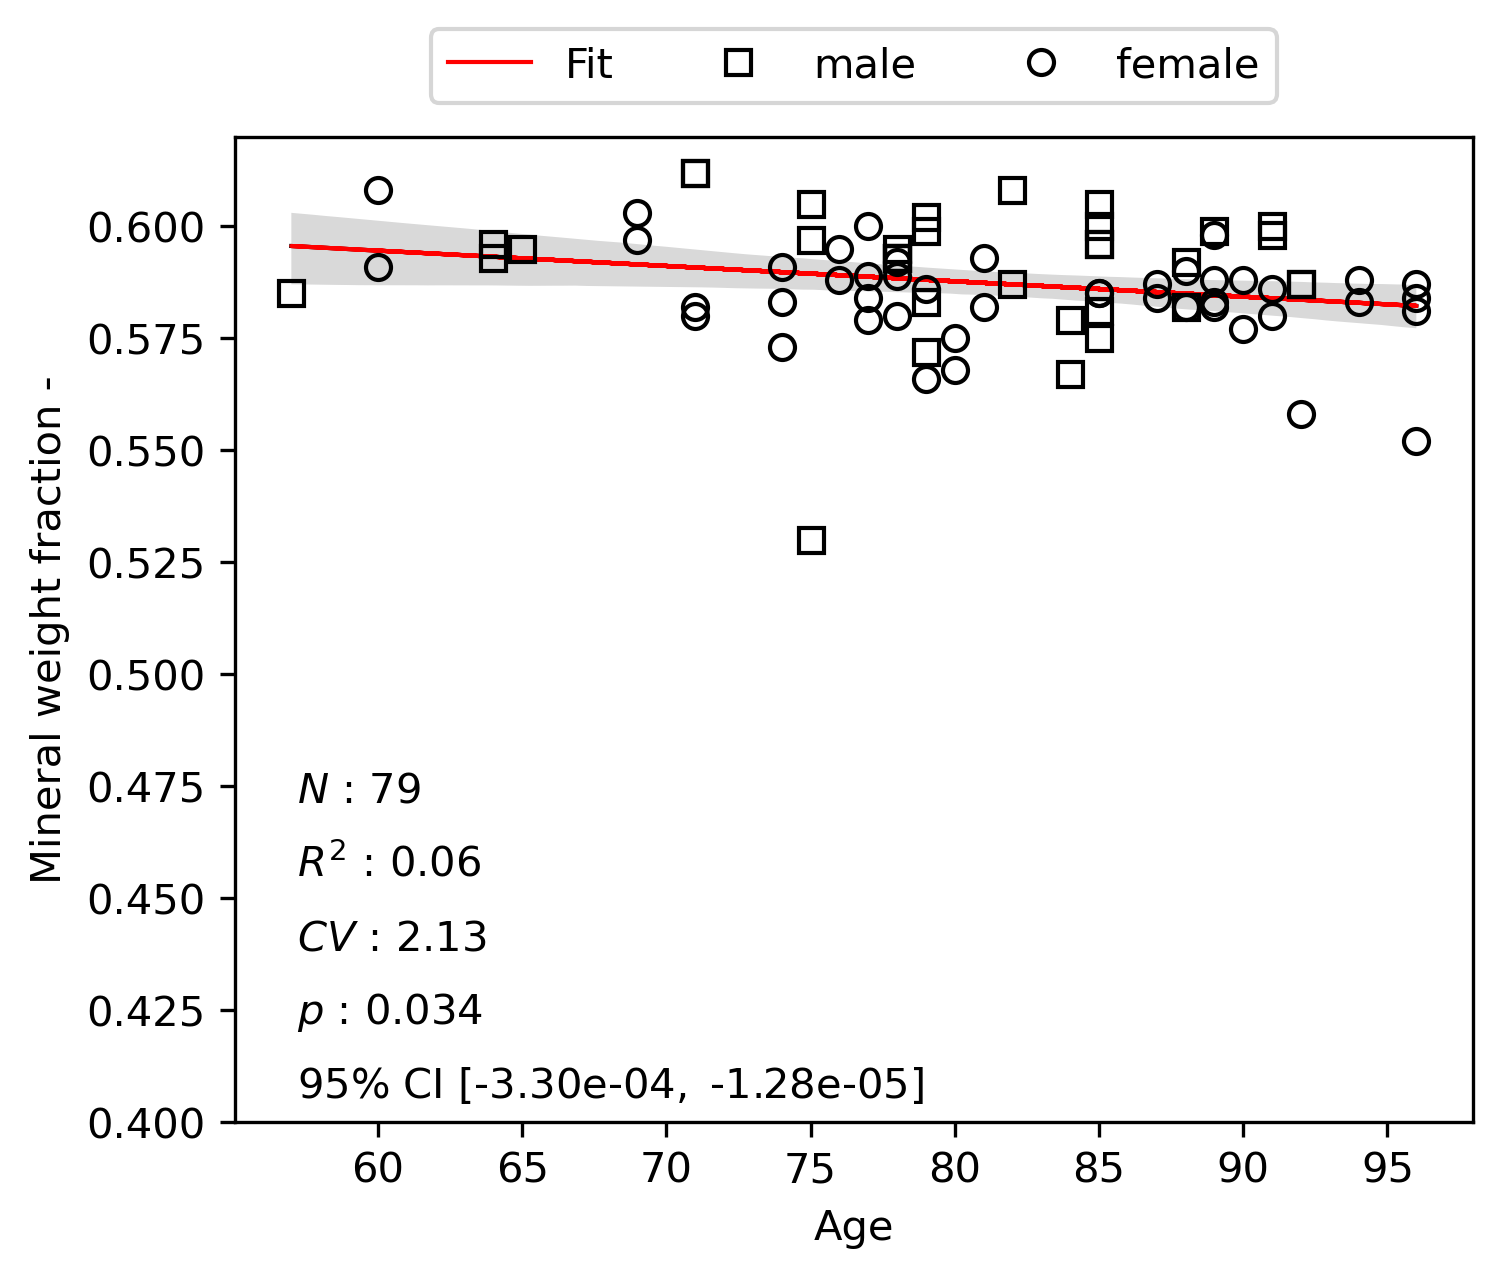 Fit male female
0.600
0.575
0.550
0.525
0.500
0.475
0.450
0.425
0.400
Mineral weight fraction -
N : 79
R² : 0.06
CV : 2.13
p : 0.034
95% CI [-3.30e-04, -1.28e-05]
60 65 70 75 80 85 90 95
Age